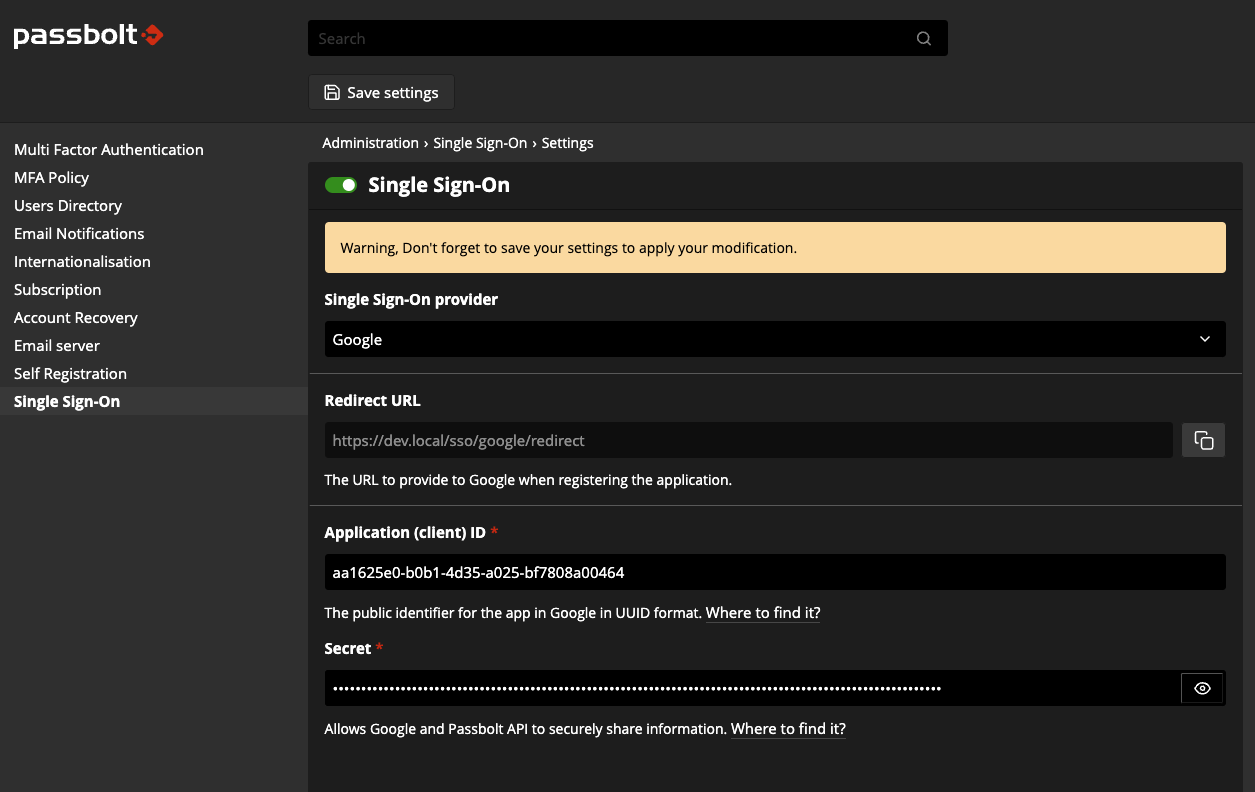 passbolt
Search
Save settings
Multi Factor Authentication
MFA Policy
Users Directory
Email Notifications
Internationalisation
Subscription
Account Recovery
Email server
Self Registration
Single Sign-On
Administration › Single Sign-On › Settings
Single Sign-On
Warning, Don't forget to save your settings to apply your modification.
Single Sign-On provider
Google
Redirect URL
https://dev.local/sso/google/redirect
The URL to provide to Google when registering the application.
Application (client) ID *
aa1625e0-b0b1-4d35-a025-bf7808a00464
The public identifier for the app in Google in UUID format. Where to find it?
Secret *
Allows Google and Passbolt API to securely share information. Where to find it?